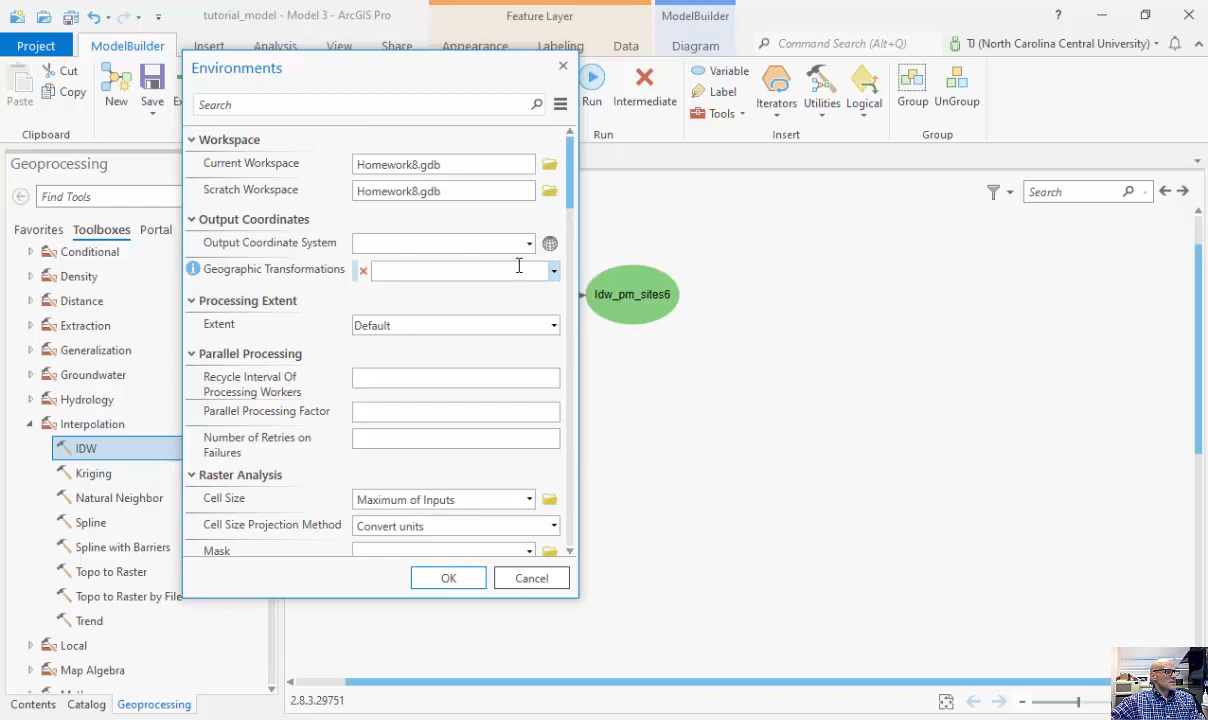 tutorial_model - Model 3 - ArcGIS Pro
Feature Layer
ModelBuilder
?
Project
ModelBuilder
Insert
Analysis
View
Share
Appearance
Labeling
Data
Diagram
Command Search (Alt+Q)
TJ (North Carolina Central University)
Paste
Cut
Copy
Clipboard
New
Save
Run
Intermediate
Run
Variable
Label
Tools
Iterators
Utilities
Logical
Insert
Group
UnGroup
Group
Geoprocessing
Find Tools
Favorites
Toolboxes
Portal
Conditional
Density
Distance
Extraction
Generalization
Groundwater
Hydrology
Interpolation
IDW
Kriging
Natural Neighbor
Spline
Spline with Barriers
Topo to Raster
Topo to Raster by File
Trend
Local
Map Algebra
Contents
Catalog
Geoprocessing
Environments
Search
Workspace
Current Workspace
Homework8.gdb
Scratch Workspace
Homework8.gdb
Output Coordinates
Output Coordinate System
Geographic Transformations
Processing Extent
Extent
Default
Parallel Processing
Recycle Interval Of
Processing Workers
Parallel Processing Factor
Number of Retries on
Failures
Raster Analysis
Cell Size
Maximum of Inputs
Cell Size Projection Method
Convert units
Mask
OK
Cancel
Search
Idw_pm_sites6
2.8.3.29751